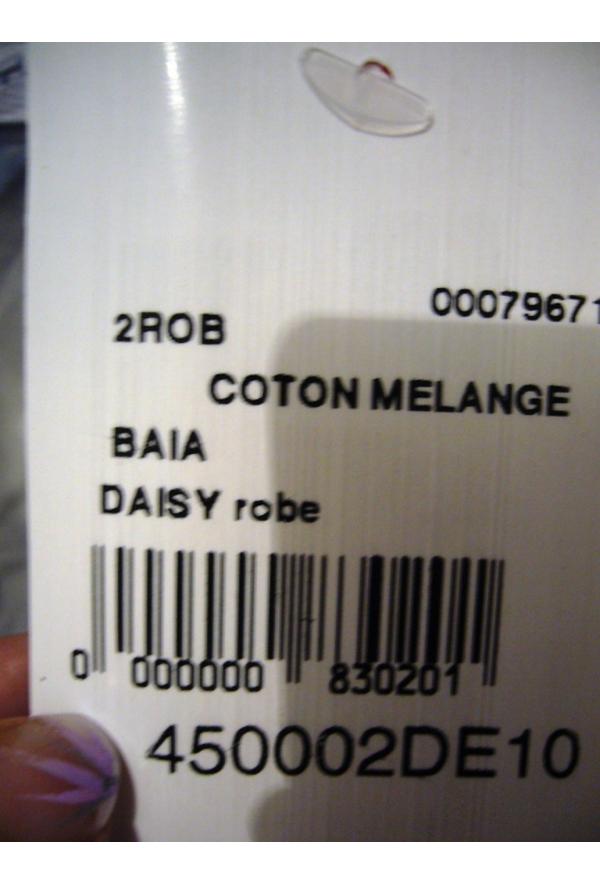 00079671
2ROB
COTON MELANGE
BAIA
DAISY robe
0 000000 830201
450002DE10